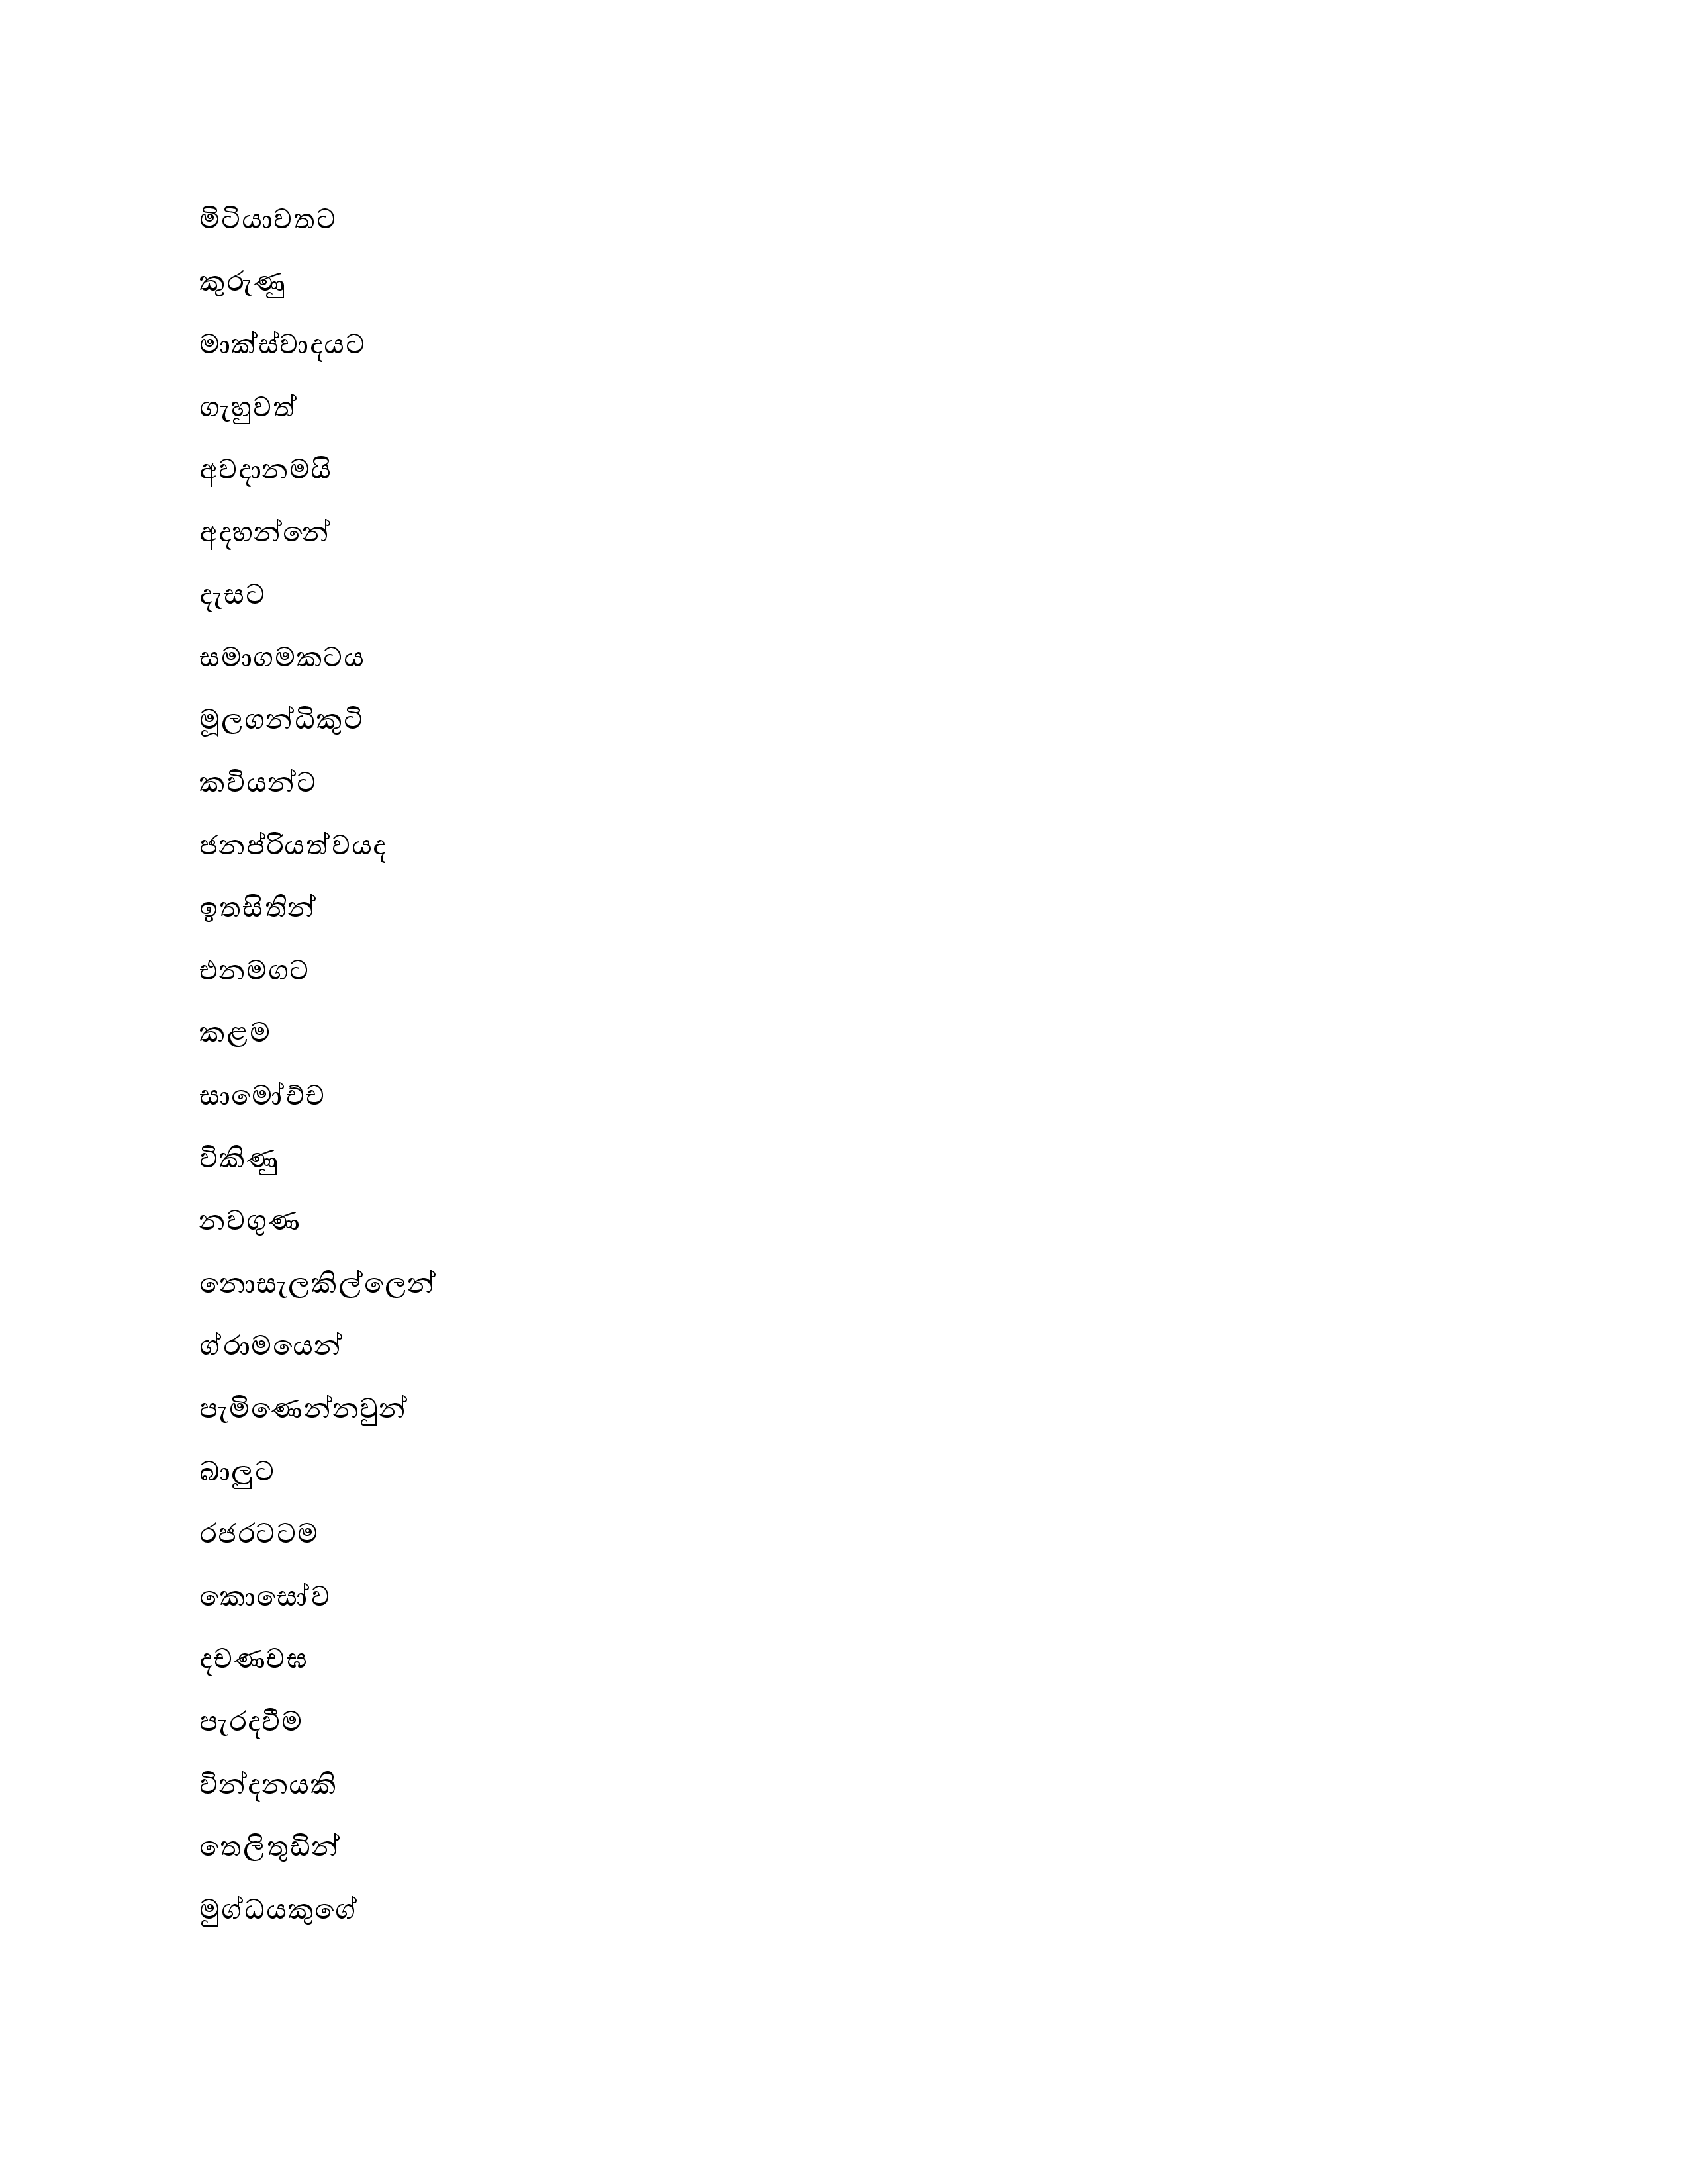 මිටියාවතට
කුරුණු
මාක්ස්වාදයට
ගැහුවත්
අවදානමයි
අදහන්නේ
දැසට
සමාගමකටය
මූලගන්ධිකුටි
කවියන්ට
ජනප්රියත්වයද
ඉතසිතින්
එනමගට
කළම
සාමෝච්ච
විකිණු
නවගුණ
නොසැලකිල්ලෙන්
ග්රාමයෙන්
පැමිණෙන්නවුන්
බාලුට
රජරටටම
කොසෝව
දචණචඝ
පැරදවීම
වින්දනයකි
තෙලිතුඩින්
මුග්ධයකුගේ